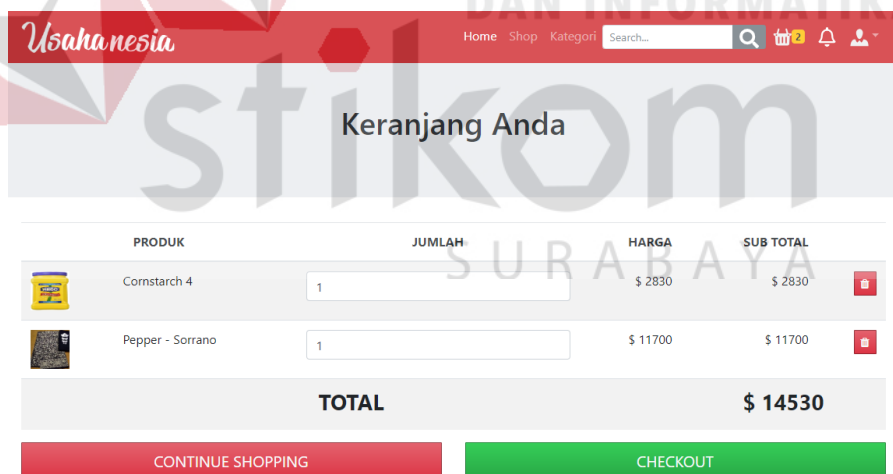 DAN INFORMATIKA
Usahanesia
Home Shop Kategori Search... 2
Keranjang Anda
stikom
SURABAYA
PRODUK JUMLAH HARGA SUB TOTAL
Cornstarch 4 1 $ 2830 $ 2830
Pepper - Sorrano 1 $ 11700 $ 11700
TOTAL $ 14530
CONTINUE SHOPPING CHECKOUT